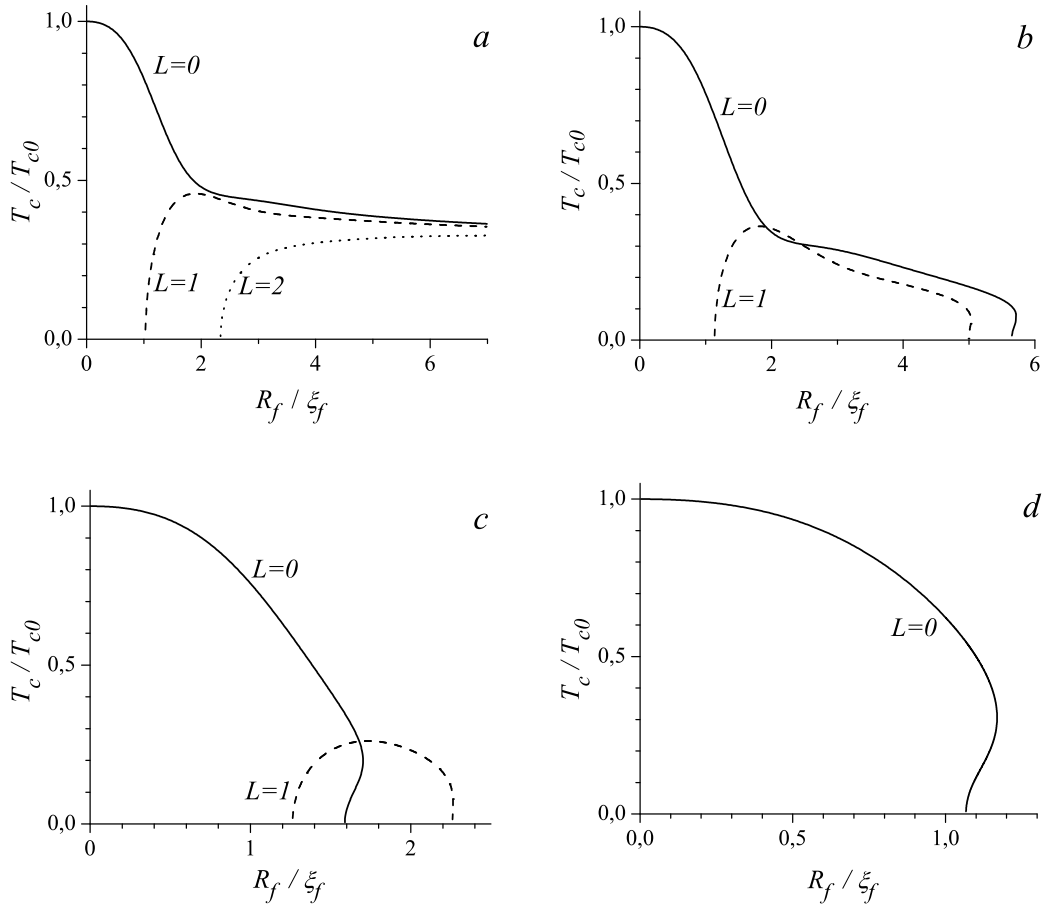 a
1,0
L=0
T_c / T_c0
0,5
L=1
L=2
0,0
0 2 4 6
R_f / ξ_f
b
1,0
L=0
T_c / T_c0
0,5
L=1
0,0
0 2 4 6
R_f / ξ_f
c
1,0
L=0
T_c / T_c0
0,5
L=1
0,0
0 1 2
R_f / ξ_f
d
1,0
L=0
T_c / T_c0
0,5
0,0
0,0 0,5 1,0
R_f / ξ_f